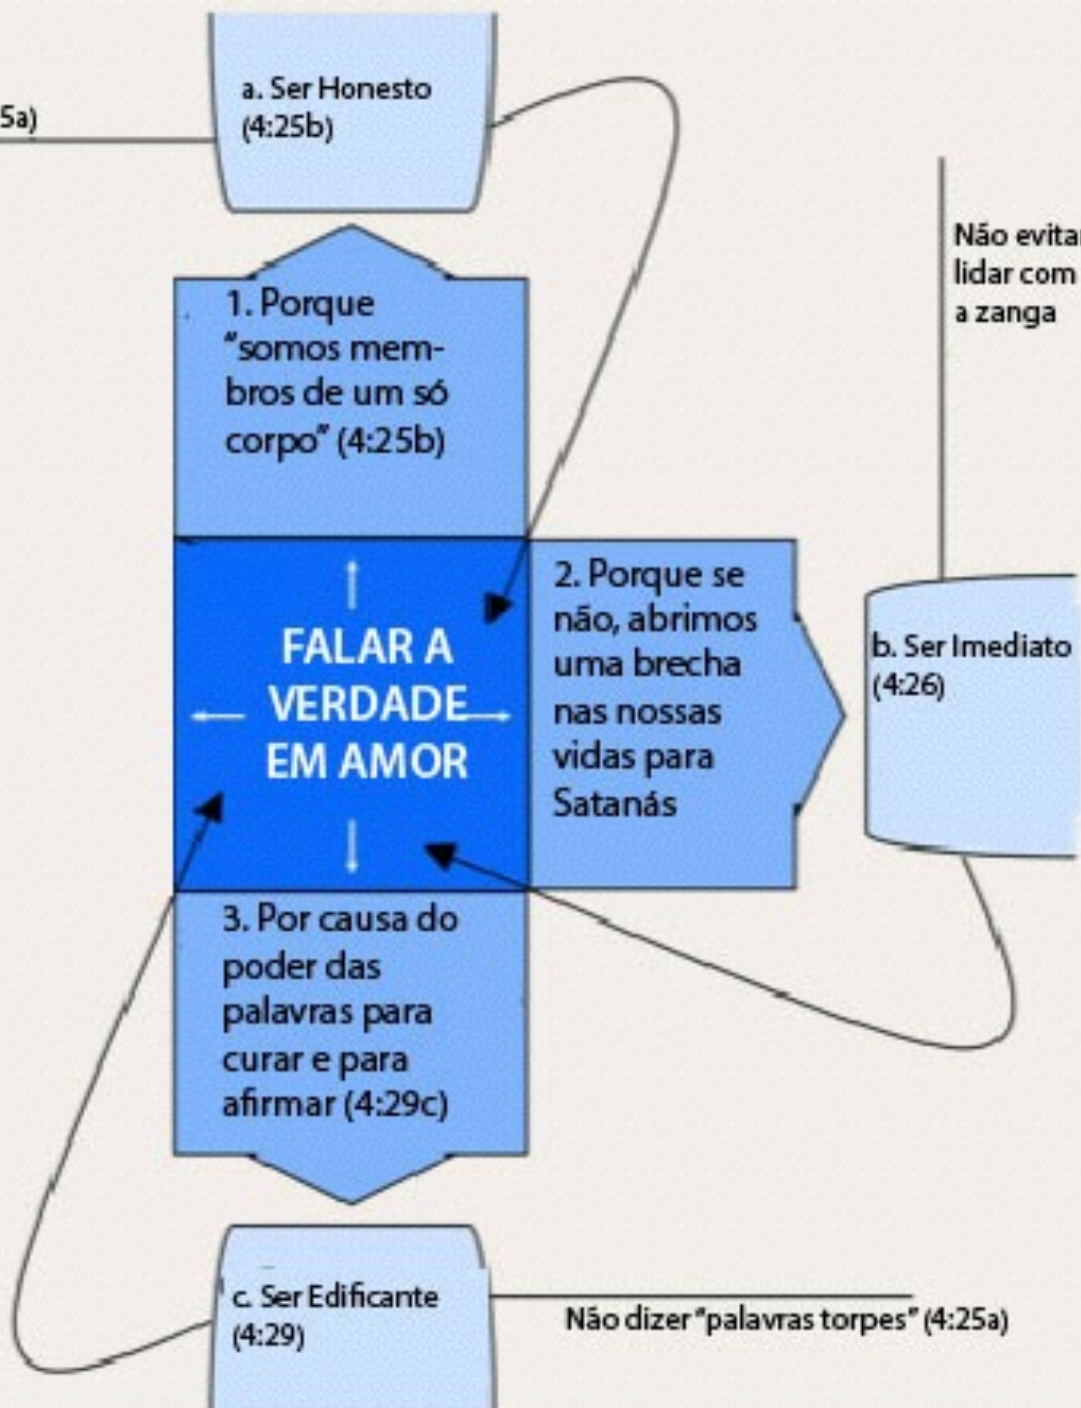 a. Ser Honesto
(4:25b)
5a)
Não evitar
lidar com
a zanga
1. Porque
“somos mem-
bros de um só
corpo” (4:25b)
2. Porque se
não, abrimos
uma brecha
nas nossas
vidas para
Satanás
b. Ser Imediato
(4:26)
FALAR A
VERDADE
EM AMOR
3. Por causa do
poder das
palavras para
curar e para
afirmar (4:29c)
c. Ser Edificante
(4:29)
Não dizer “palavras torpes” (4:25a)